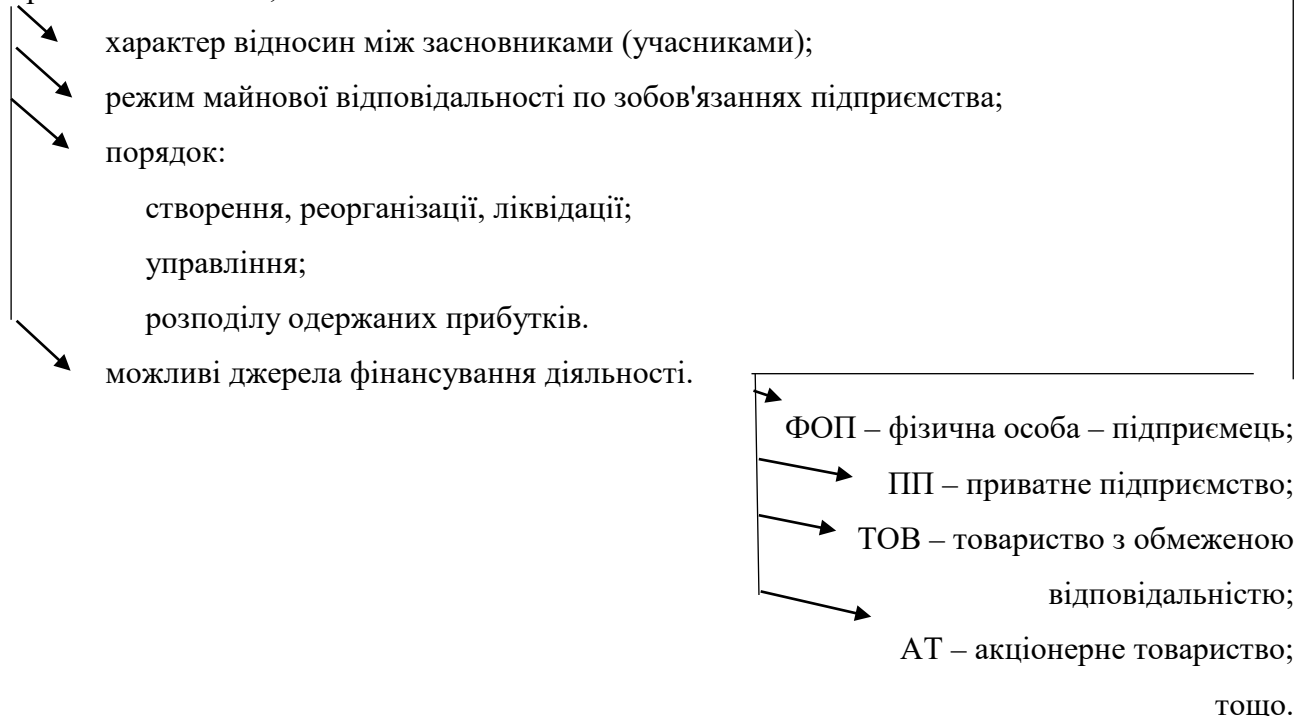 характер відносин між засновниками (учасниками);
режим майнової відповідальності по зобов'язаннях підприємства;
порядок:
створення, реорганізації, ліквідації;
управління;
розподілу одержаних прибутків.
можливі джерела фінансування діяльності.
ФОП – фізична особа – підприємець;
ПП – приватне підприємство;
ТОВ – товариство з обмеженою
відповідальністю;
АТ – акціонерне товариство;
тощо.